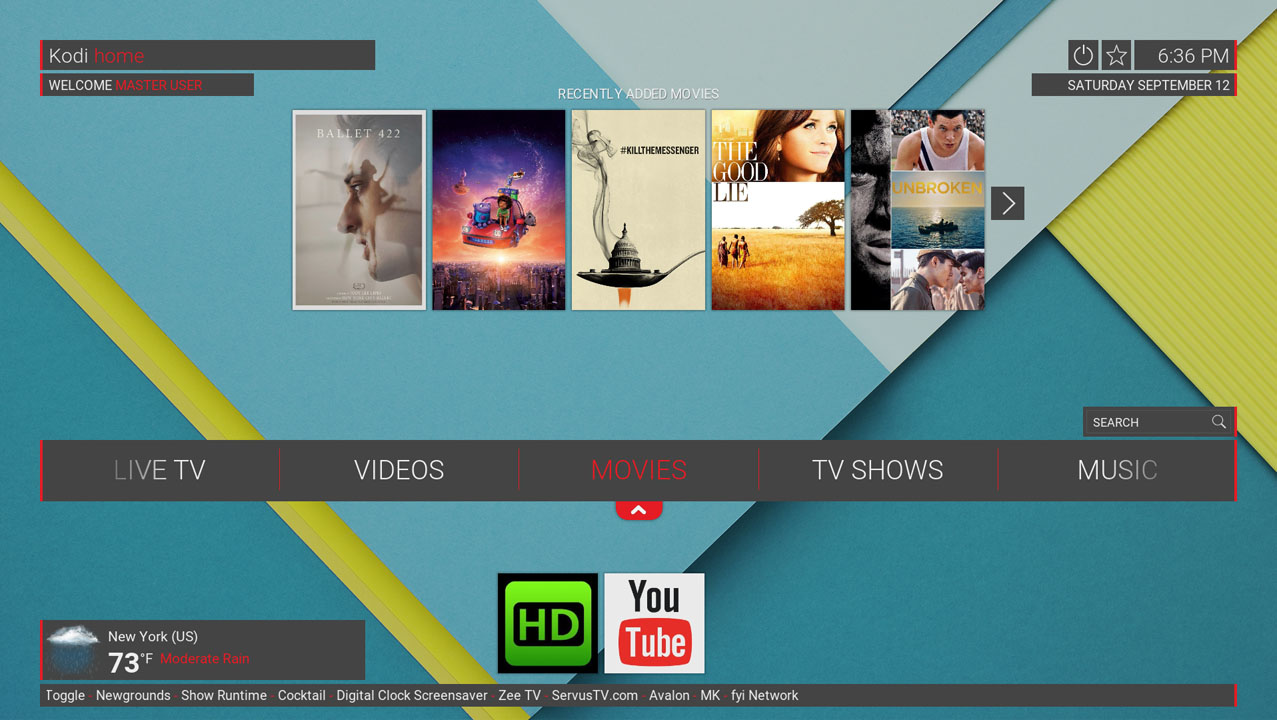 Kodi home
6:36 PM
WELCOME MASTER USER
SATURDAY SEPTEMBER 12
RECENTLY ADDED MOVIES
BALLET 422
#KILLTHEMESSENGER
THE
GOOD
LIE
UNBROKEN
SEARCH
LIVE TV
VIDEOS
MOVIES
TV SHOWS
MUSIC
HD
You
Tube
New York (US)
73°F Moderate Rain
Toggle - Newgrounds - Show Runtime - Cocktail - Digital Clock Screensaver - Zee TV - ServusTV.com - Avalon - MK - fyi Network